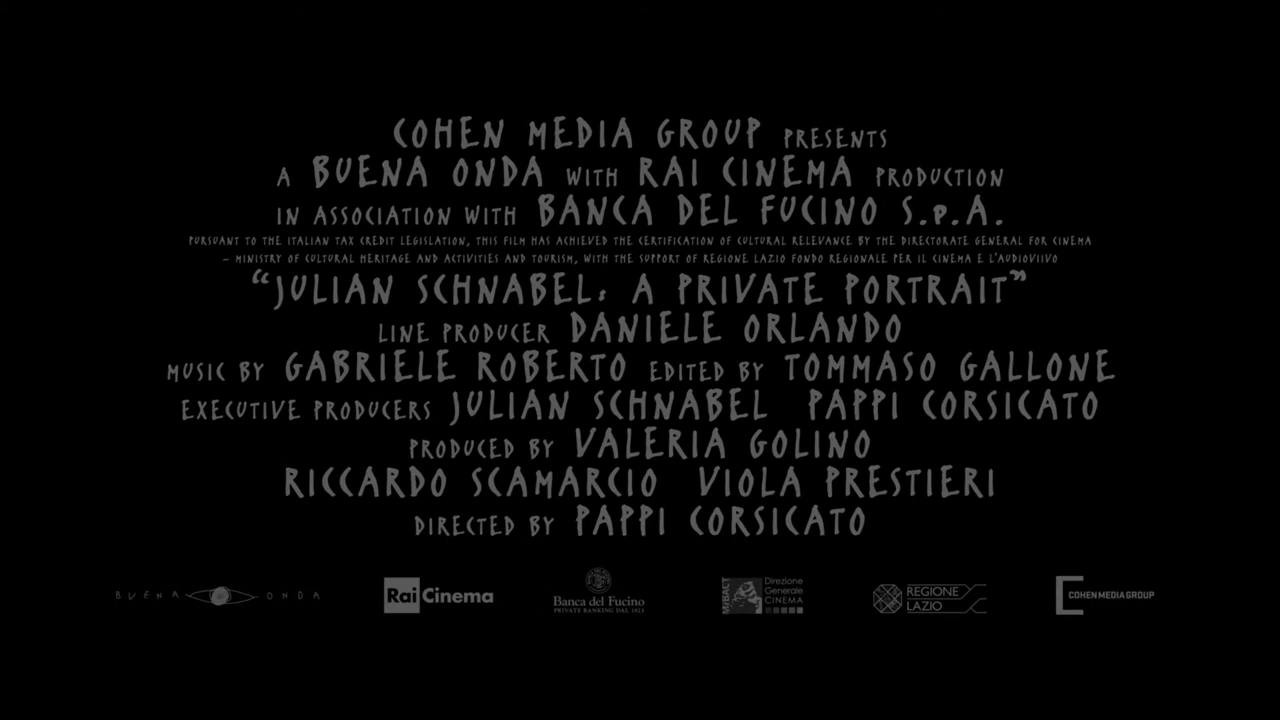 COHEN MEDIA GROUP PRESENTS
A BUENA ONDA WITH RAI CINEMA PRODUCTION
IN ASSOCIATION WITH BANCA DEL FUCINO S.P.A.
PURSUANT TO THE ITALIAN TAX CREDIT LEGISLATION, THIS FILM HAS ACHIEVED THE CERTIFICATION OF CULTURAL RELEVANCE BY THE DIRECTORATE GENERAL FOR CINEMA
– MINISTRY OF CULTURAL HERITAGE AND ACTIVITIES AND TOURISM, WITH THE SUPPORT OF REGIONE LAZIO FONDO REGIONALE PER IL CINEMA E L'AUDIOVIIVO
“JULIAN SCHNABEL: A PRIVATE PORTRAIT”
LINE PRODUCER DANIELE ORLANDO
MUSIC BY GABRIELE ROBERTO EDITED BY TOMMASO GALLONE
EXECUTIVE PRODUCERS JULIAN SCHNABEL PAPPI CORSICATO
PRODUCED BY VALERIA GOLINO
RICCARDO SCAMARCIO VIOLA PRESTIERI
DIRECTED BY PAPPI CORSICATO
BUENA ONDA
Rai Cinema
Banca del Fucino
PRIVATE BANKING DAL 1923
MiBACT
Direzione
Generale
CINEMA
REGIONE
LAZIO
COHEN MEDIA GROUP